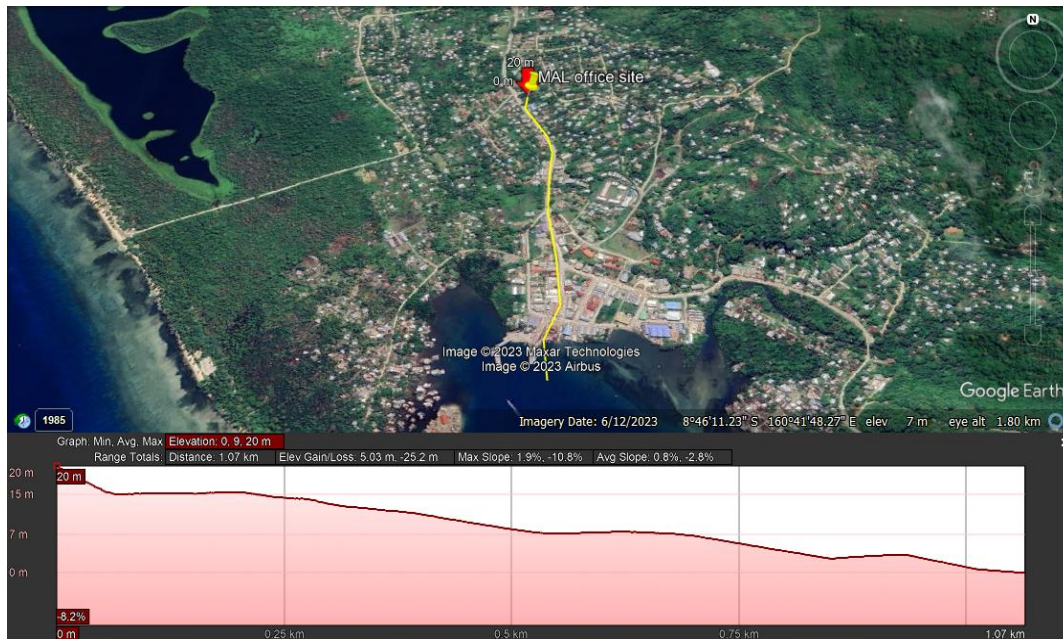 N
20 m
0 m
MAL office site
Image © 2023 Maxar Technologies
Image © 2023 Airbus
Google Earth
1985
Imagery Date: 6/12/2023 8°46'11.23" S 160°41'48.27" E elev 7 m eye alt 1.80 km
Graph: Min, Avg, Max Elevation: 0, 9, 20 m
Range Totals: Distance: 1.07 km Elev Gain/Loss: 5.03 m, -25.2 m Max Slope: 1.9%, -10.8% Avg Slope: 0.8%, -2.8%
20 m
20 m
15 m
7 m
0 m
-8.2%
0 m 0.25 km 0.5 km 0.75 km 1.07 km